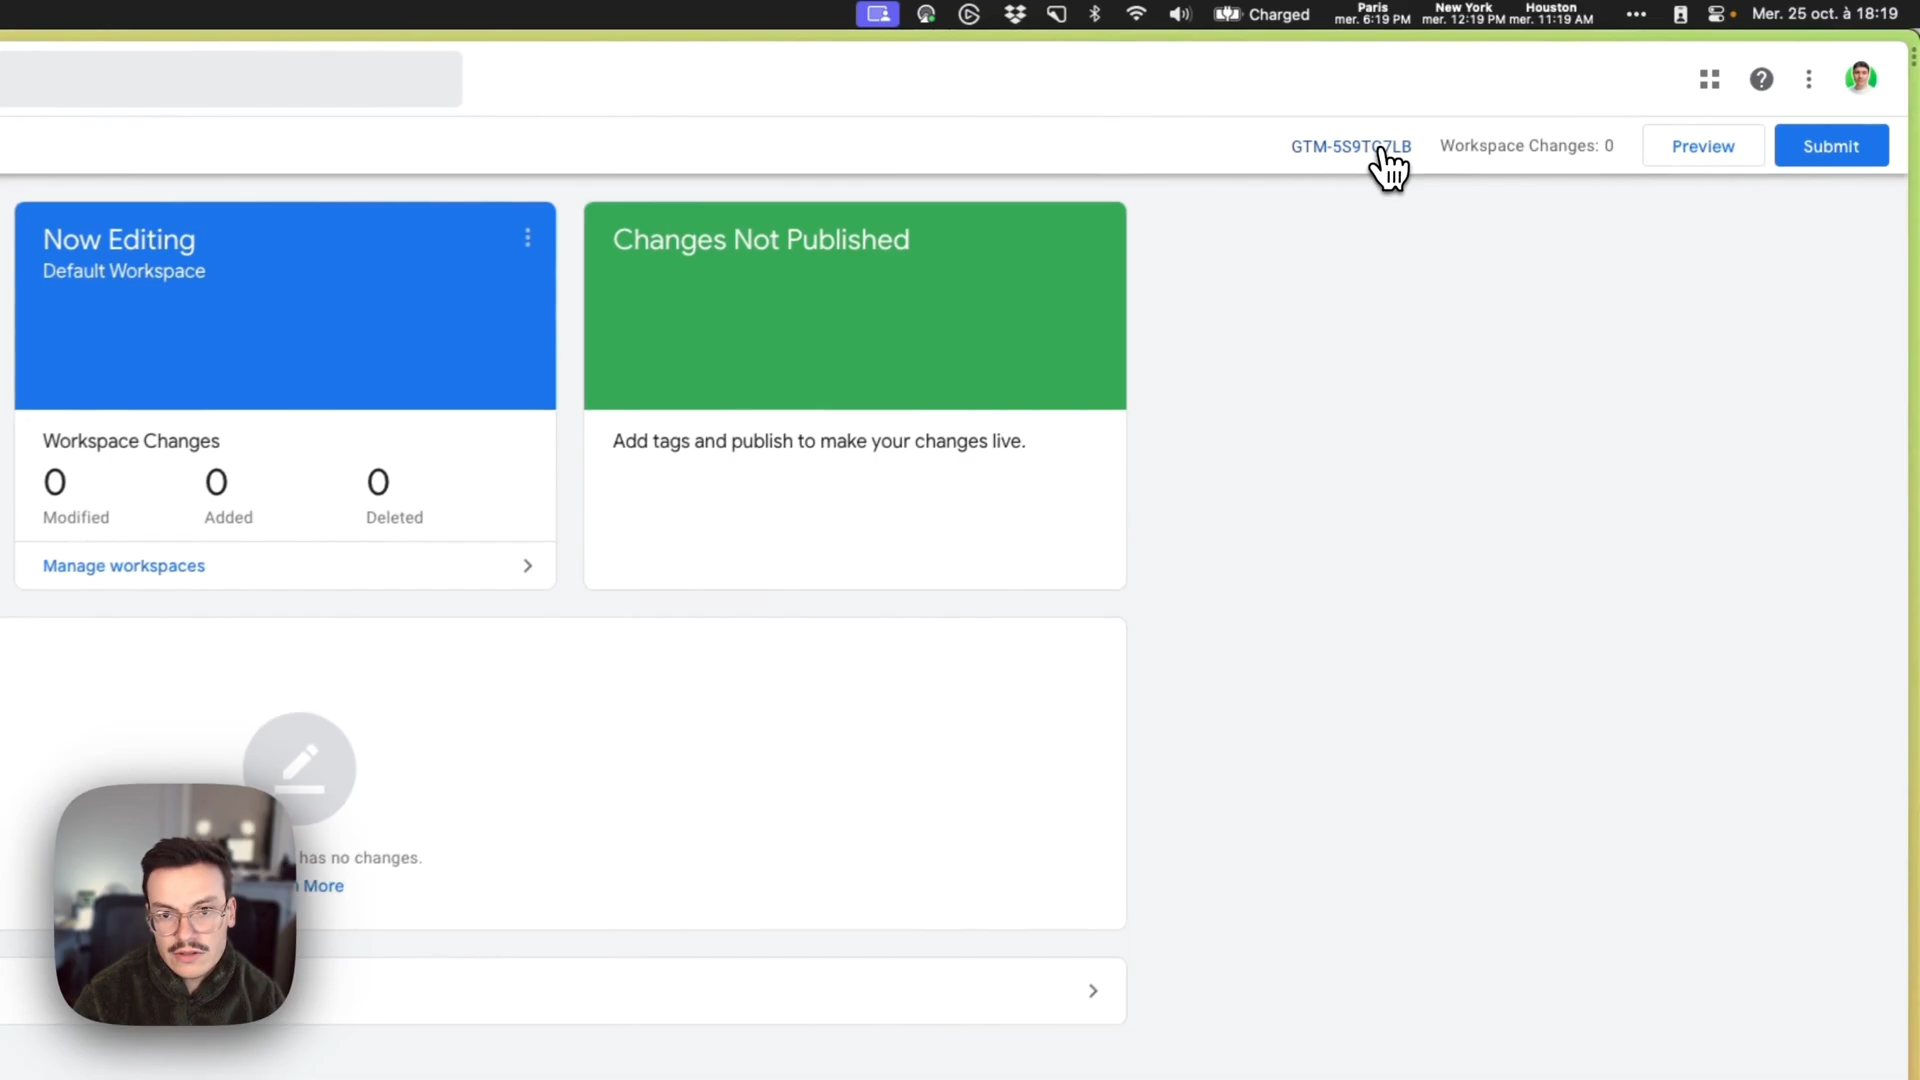 Charged
Paris
mer. 6:19 PM
New York
mer. 12:19 PM
Houston
mer. 11:19 AM
Mer. 25 oct. à 18:19
Workspace Changes: 0
Preview
Submit
Now Editing
Default Workspace
Changes Not Published
Workspace Changes
0
0
0
Modified
Added
Deleted
Manage workspaces
Add tags and publish to make your changes live.
has no changes.
More